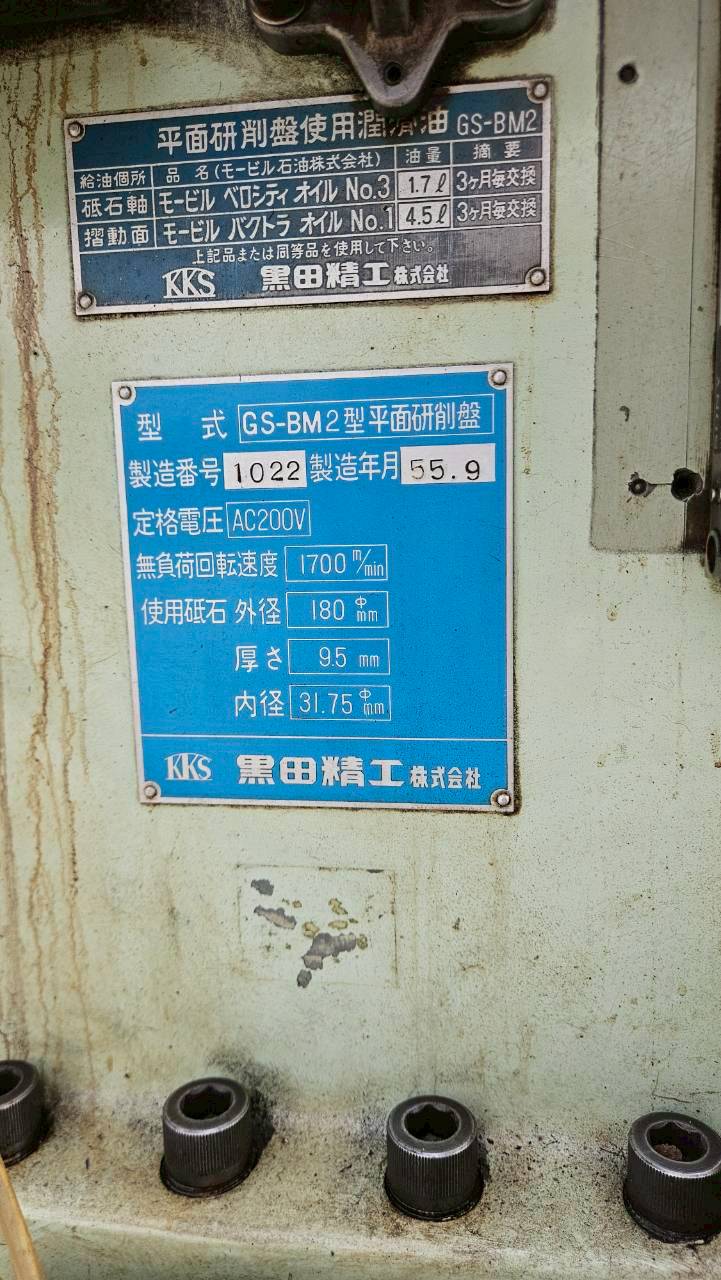 平面研削盤使用潤滑油 GS-BM2
給油個所 品 名 (モービル石油株式会社) 油 量 摘 要
砥石軸 モービル ベロシティ オイル No.3 1.7ℓ 3ヶ月毎交換
摺動面 モービル バクトラ オイル No.1 4.5ℓ 3ヶ月毎交換
上記品または同等品を使用して下さい。
KKS 黒田精工株式会社
型 式 GS-BM2型平面研削盤
製造番号 1022 製造年月 55.9
定格電圧 AC200V
無負荷回転速度 1700 m/min
使用砥石 外径 180 φmm
厚さ 9.5 mm
内径 31.75 φmm
KKS 黒田精工株式会社